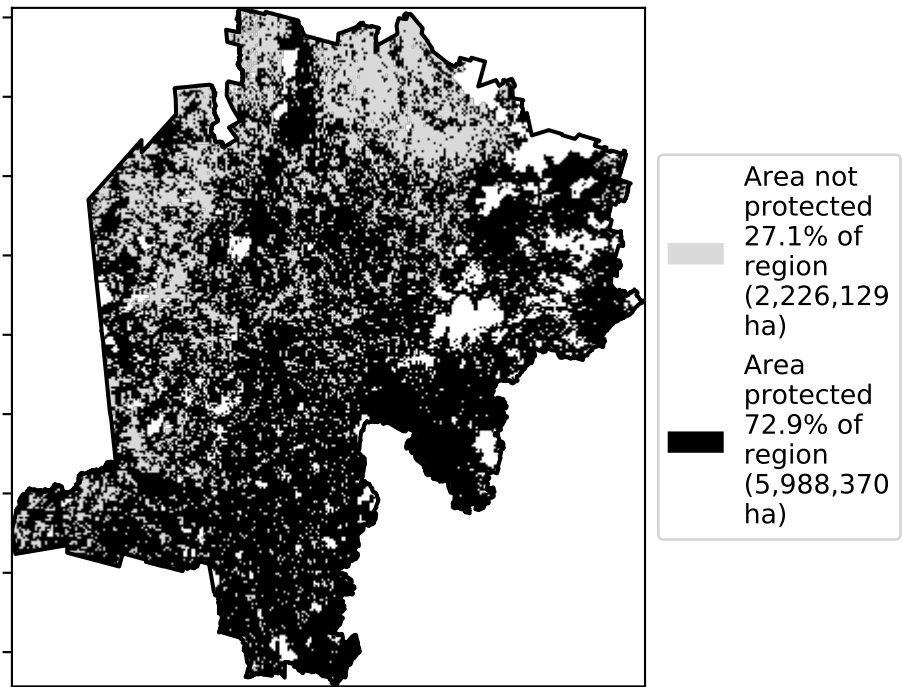 Area not
protected
27.1% of
region
(2,226,129
ha)
Area
protected
72.9% of
region
(5,988,370
ha)